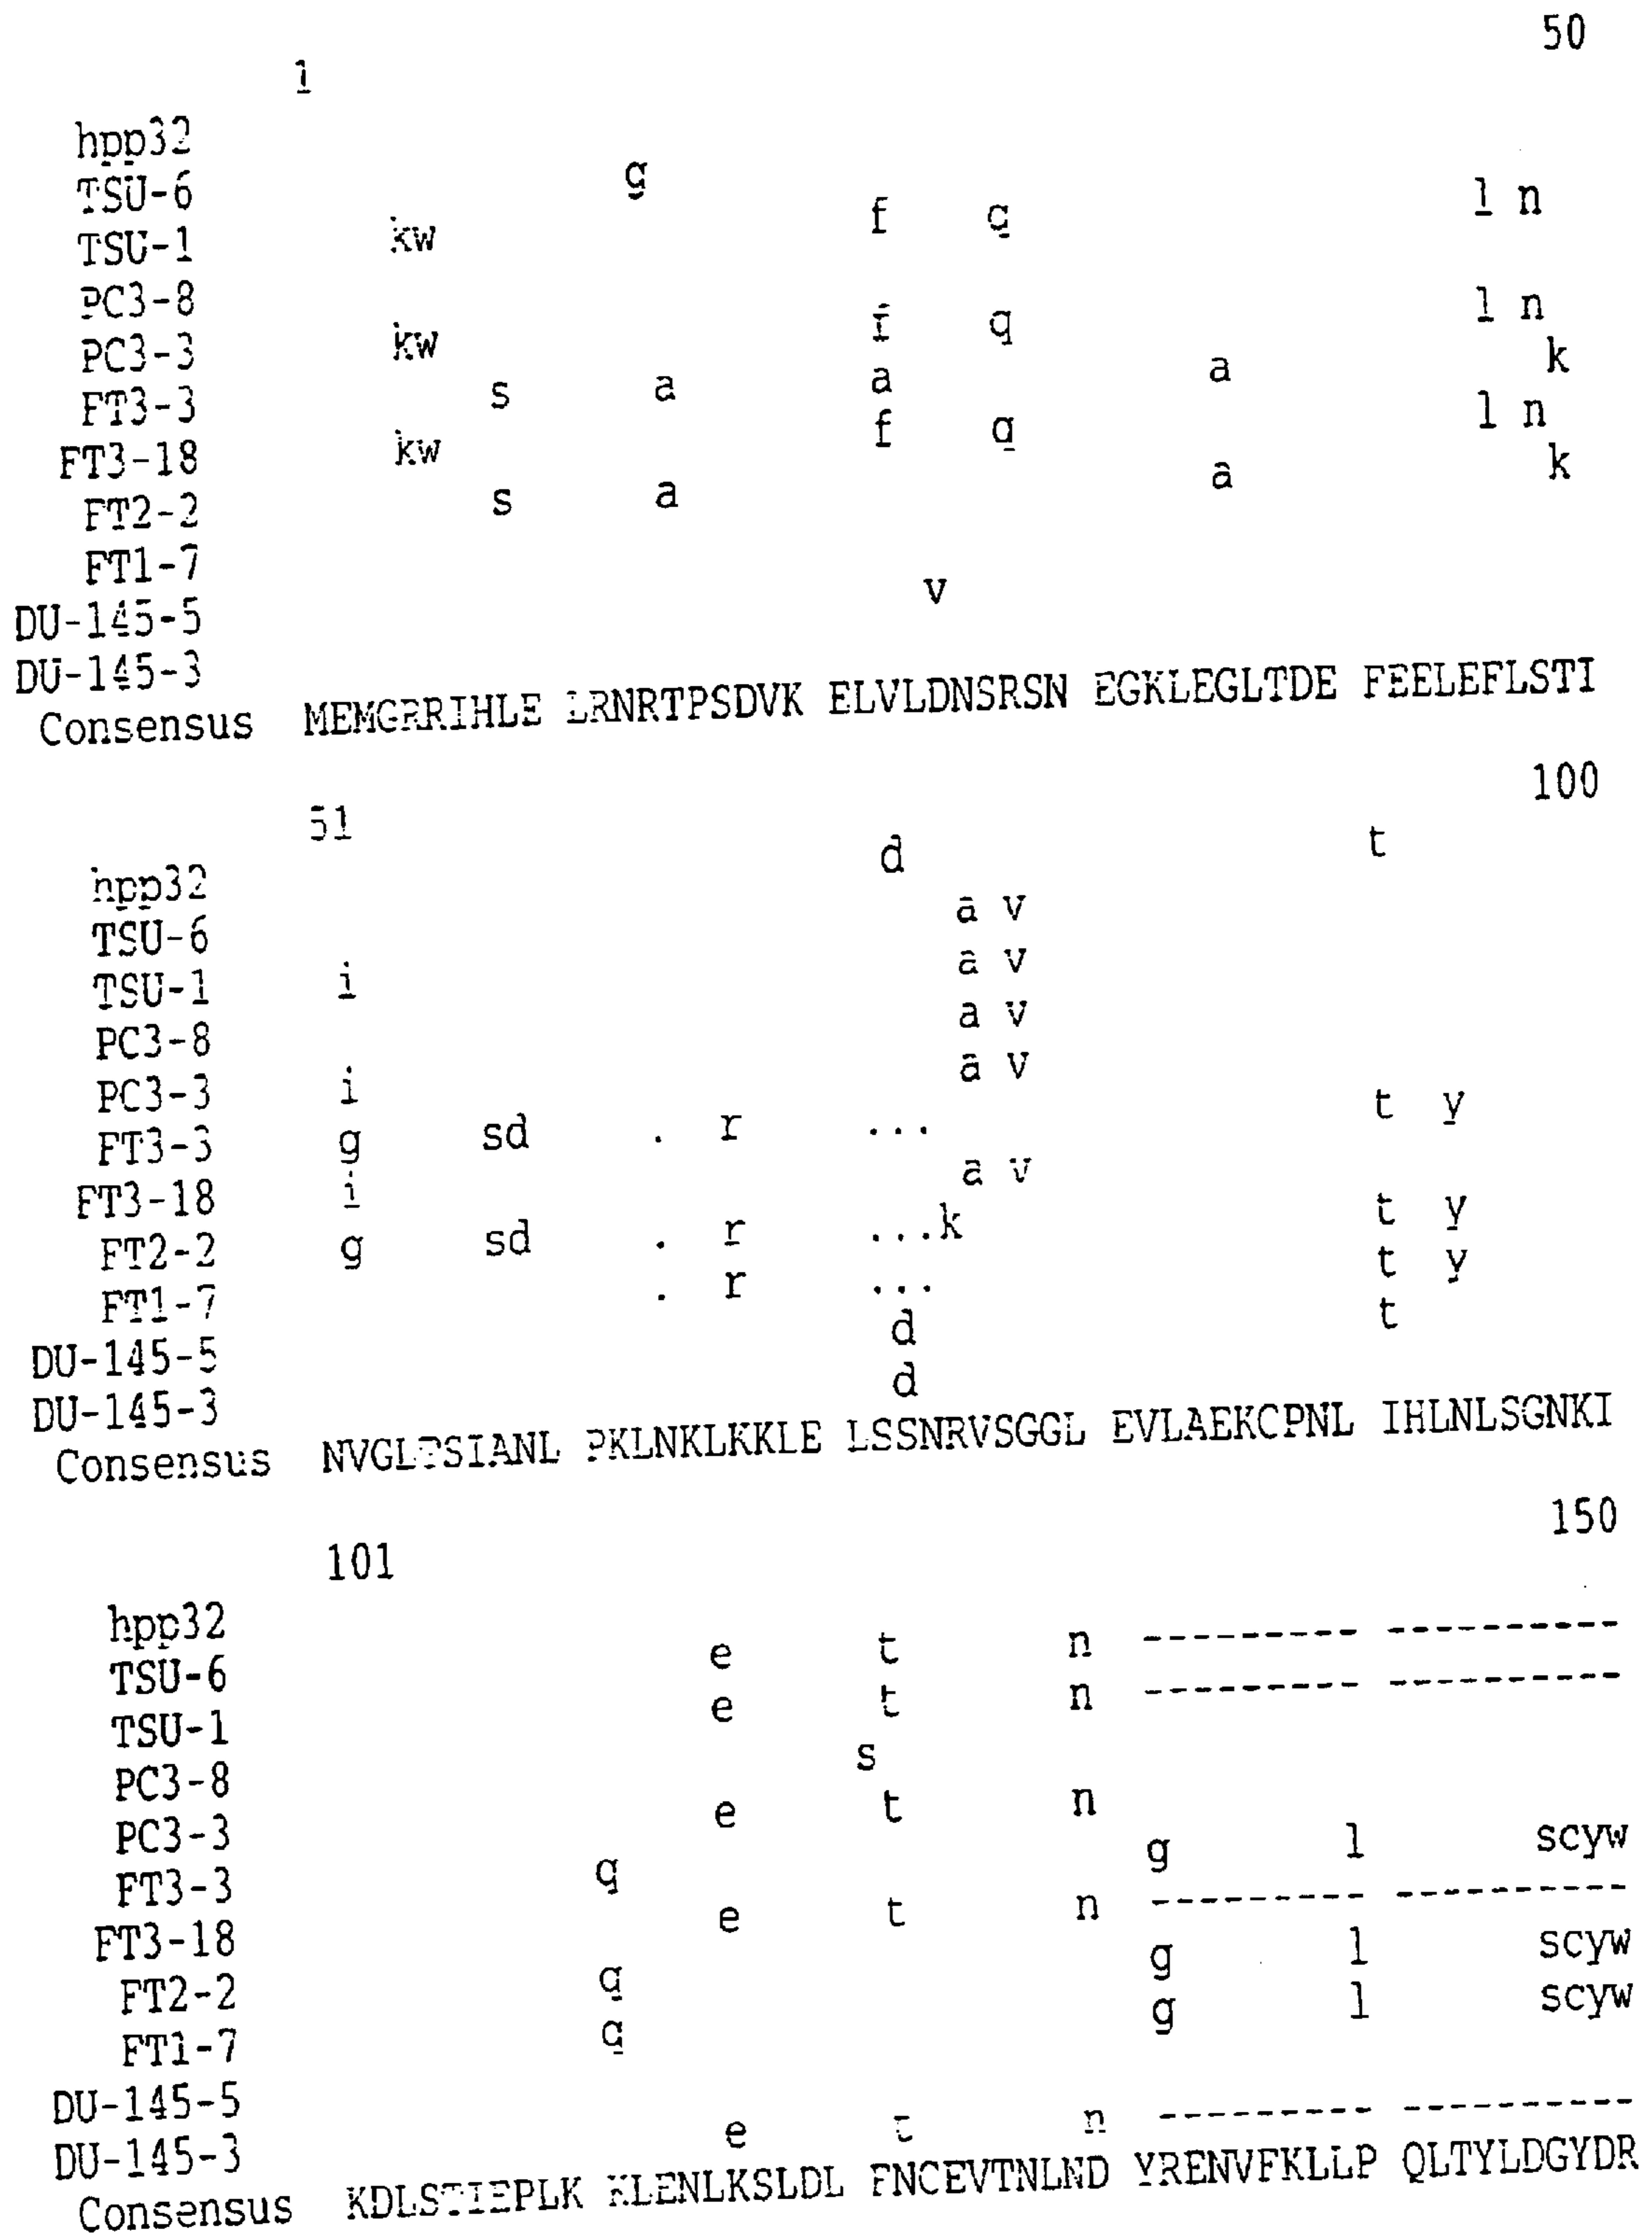 1 50
hpp32
TSU-6 g
TSU-1 kw f q l n
PC3-8
PC3-3 kw f q l n
FT3-3 s a a a k
FT3-18 kw f q l n
FT2-2 s a a k
FT1-7
DU-145-5 v
DU-145-3
Consensus MEMGRRIHLE LRNRTPSDVK ELVLDNSRSN EGKLEGLTDE FEELEFLSTI
51 100
hpp32 d t
TSU-6 a v
TSU-1 i a v
PC3-8 a v
PC3-3 i a v
FT3-3 g sd . r ... t y
FT3-18 i a v
FT2-2 g sd . r ...k t y
FT1-7 . r ... t y
DU-145-5 d t
DU-145-3 d
Consensus NVGLPSIANL PKLNKLKKLE LSSNRVSGGL EVLAEKCPNL IHLNLSGNKI
101 150
hpp32
TSU-6 e t n --------- ----------
TSU-1 e t n --------- ----------
PC3-8 s
PC3-3 e t n
FT3-3 q g l scyw
FT3-18 e t n --------- ----------
FT2-2 q g l scyw
FT1-7 q g l scyw
DU-145-5
DU-145-3 e t n --------- ----------
Consensus KDLSTIEPLK KLENLKSLDL FNCEVTNLND YRENVFKLLP QLTYLDGYDR